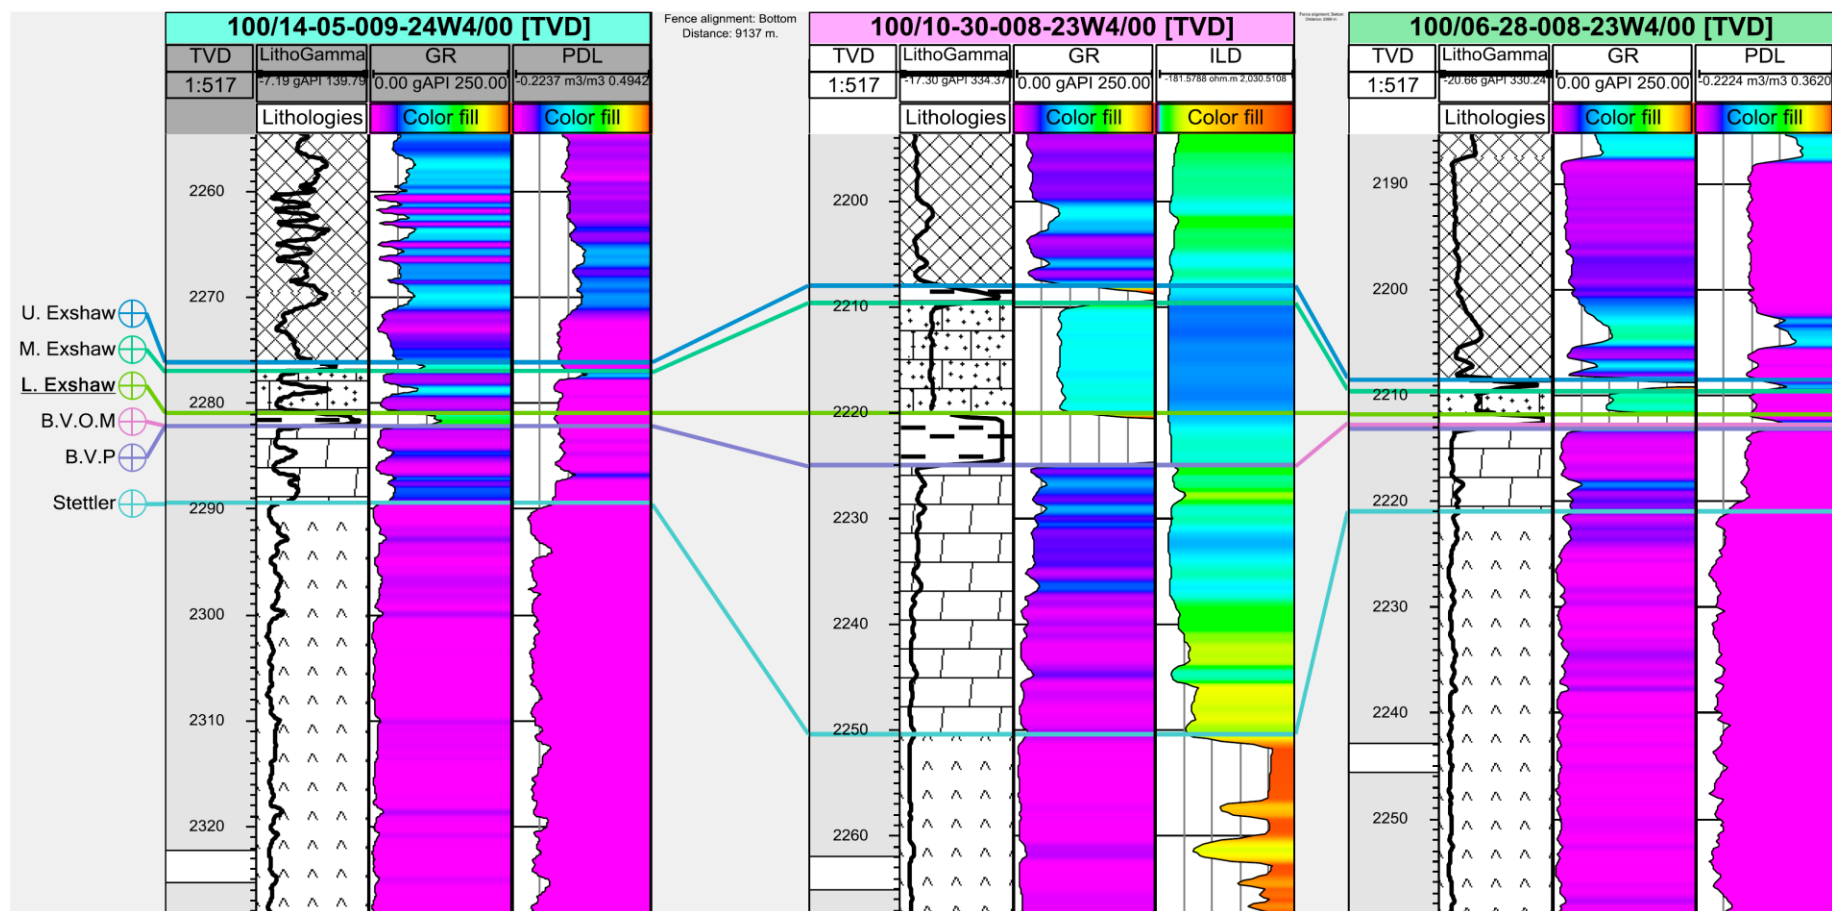 100/14-05-009-24W4/00 [TVD]
TVD LithoGamma GR PDL
1:517 -7.19 gAPI 139.79 0.00 gAPI 250.00 -0.2237 m3/m3 0.4942
Lithologies Color fill Color fill
2260
2270
2280
2290
2300
2310
2320
U. Exshaw
M. Exshaw
L. Exshaw
B.V.O.M
B.V.P
Stettler
Fence alignment: Bottom
Distance: 9137 m.
100/10-30-008-23W4/00 [TVD]
TVD LithoGamma GR ILD
1:517 -17.30 gAPI 334.37 0.00 gAPI 250.00 -181.5788 ohm.m 2,030.5108
Lithologies Color fill Color fill
2200
2210
2220
2230
2240
2250
2260
Fence alignment: Bottom
100/06-28-008-23W4/00 [TVD]
TVD LithoGamma GR PDL
1:517 -20.66 gAPI 330.24 0.00 gAPI 250.00 -0.2224 m3/m3 0.3620
Lithologies Color fill Color fill
2190
2200
2210
2220
2230
2240
2250